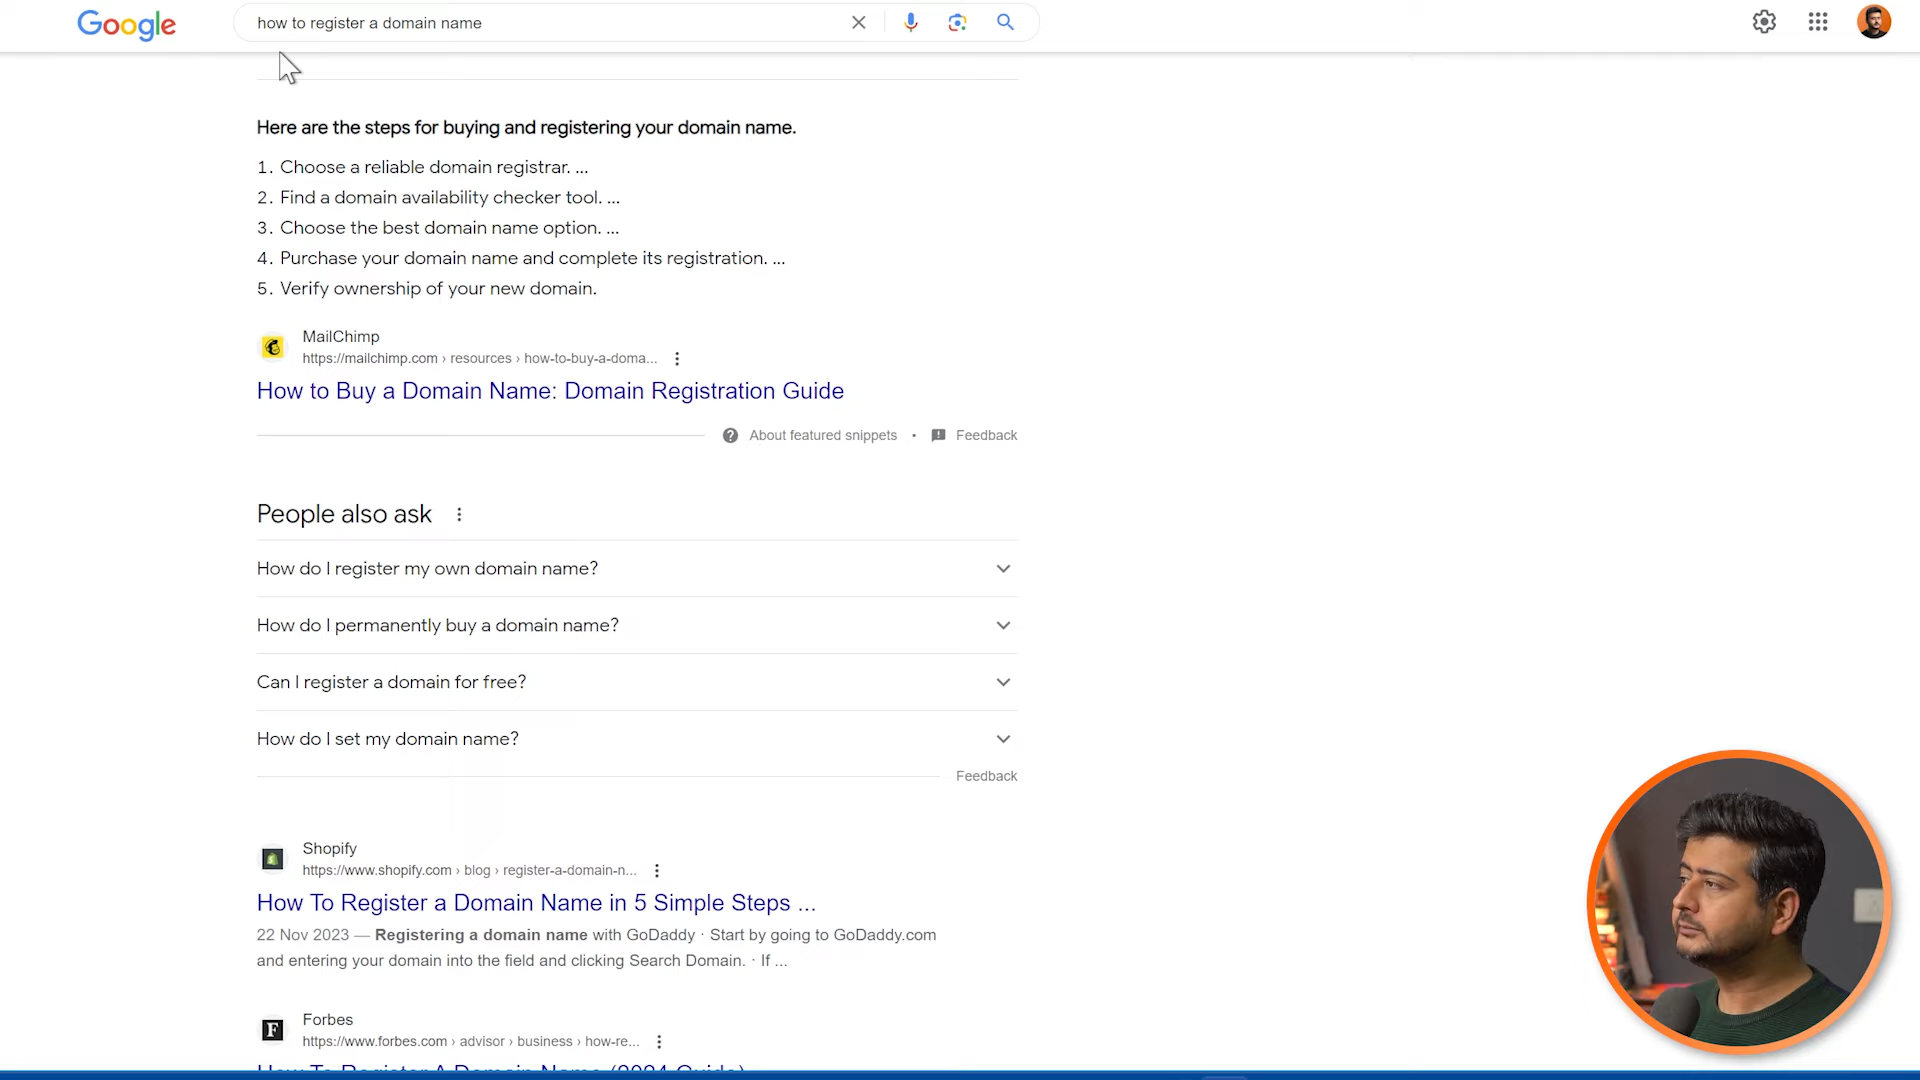 Google
how to register a domain name
Here are the steps for buying and registering your domain name.
1. Choose a reliable domain registrar. ...
2. Find a domain availability checker tool. ...
3. Choose the best domain name option. ...
4. Purchase your domain name and complete its registration. ...
5. Verify ownership of your new domain.
MailChimp
https://mailchimp.com › resources › how-to-buy-a-doma...
How to Buy a Domain Name: Domain Registration Guide
About featured snippets • Feedback
People also ask
How do I register my own domain name?
How do I permanently buy a domain name?
Can I register a domain for free?
How do I set my domain name?
Feedback
Shopify
https://www.shopify.com › blog › register-a-domain-n...
How To Register a Domain Name in 5 Simple Steps ...
22 Nov 2023 — Registering a domain name with GoDaddy · Start by going to GoDaddy.com
and entering your domain into the field and clicking Search Domain. · If ...
F
Forbes
https://www.forbes.com › advisor › business › how-re...
How To Register A Domain Name (2024 Guide)